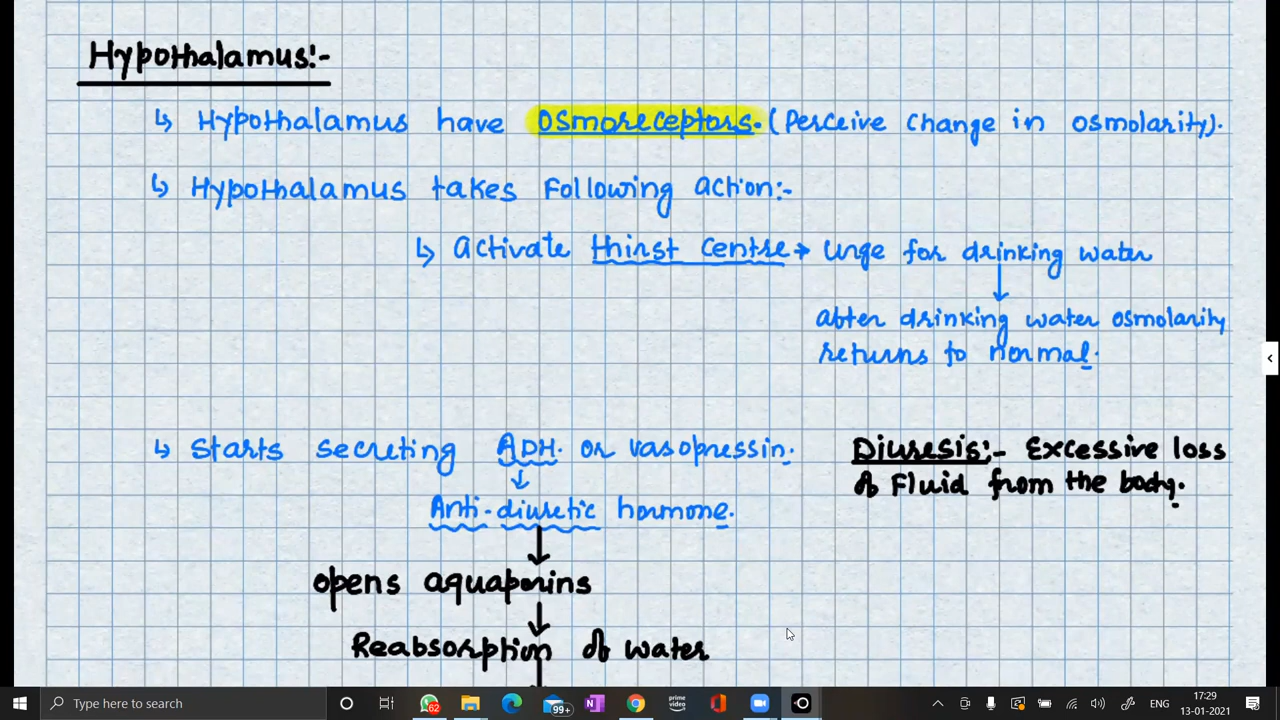 Hypothalamus:-
↳ Hypothalamus have osmoreceptors. (Perceive change in osmolarity).
↳ Hypothalamus takes following action:-
↳ Activate thirst centre → urge for drinking water
↓
after drinking water osmolarity
returns to normal.
↳ Starts secreting ADH. or vasopressin.
↓
Anti-diuretic hormone.
↓
opens aquaporins
↓
Reabsorption of water
Diuresis:- Excessive loss
of Fluid from the body.
Type here to search
62
99+
prime video
N
ENG
17:29
13-01-2021